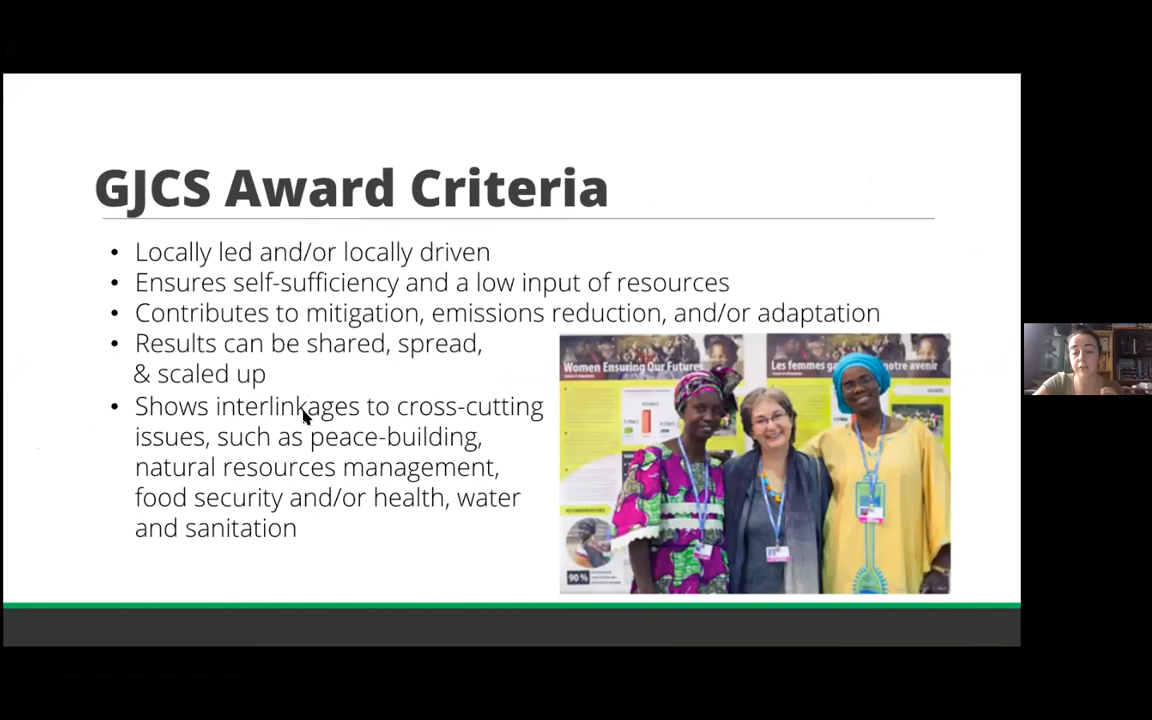 GJCS Award Criteria
• Locally led and/or locally driven
• Ensures self-sufficiency and a low input of resources
• Contributes to mitigation, emissions reduction, and/or adaptation
• Results can be shared, spread,
& scaled up
• Shows interlinkages to cross-cutting
issues, such as peace-building,
natural resources management,
food security and/or health, water
and sanitation
Women Ensuring Our Futures
Les femmes
notre avenir
90 %